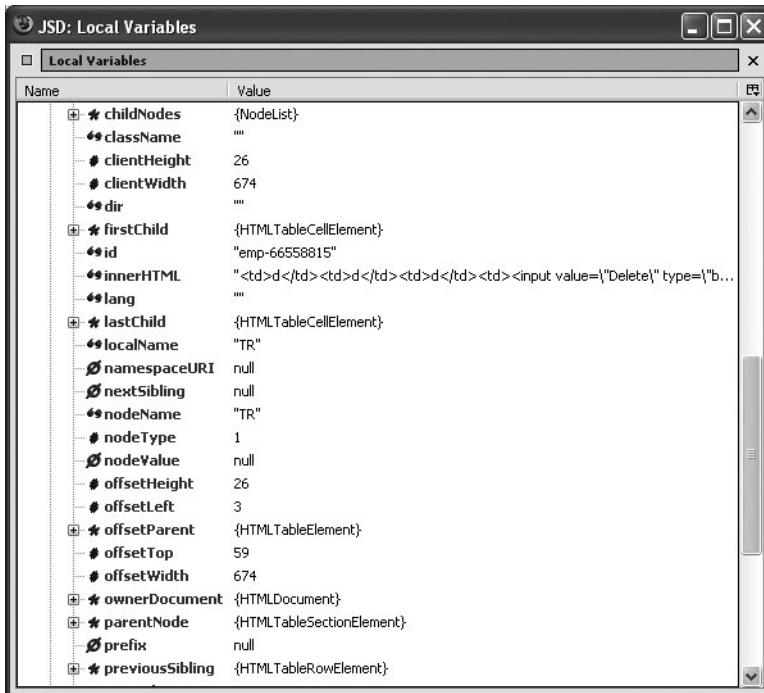 JSD: Local Variables
Local Variables
Name Value
childNodes {NodeList}
className ""
clientHeight 26
clientWidth 674
dir ""
firstChild {HTMLTableCellElement}
id "emp-66558815"
innerHTML "<td>d</td><td>d</td><td>d</td><td><input value=\"Delete\" type=\"b...
lang ""
lastChild {HTMLTableCellElement}
localName "TR"
namespaceURI null
nextSibling null
nodeName "TR"
nodeType 1
nodeValue null
offsetHeight 26
offsetLeft 3
offsetParent {HTMLTableElement}
offsetTop 59
offsetWidth 674
ownerDocument {HTMLDocument}
parentNode {HTMLTableSectionElement}
prefix null
previousSibling {HTMLTableRowElement}